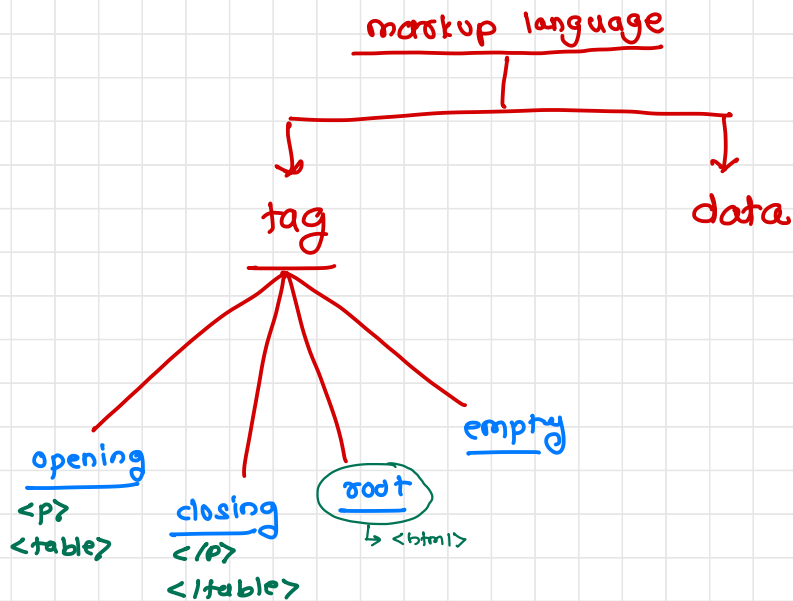 markup language
tag
data
empty
opening
<p>
<table>
closing
</p>
</table>
root
<html>